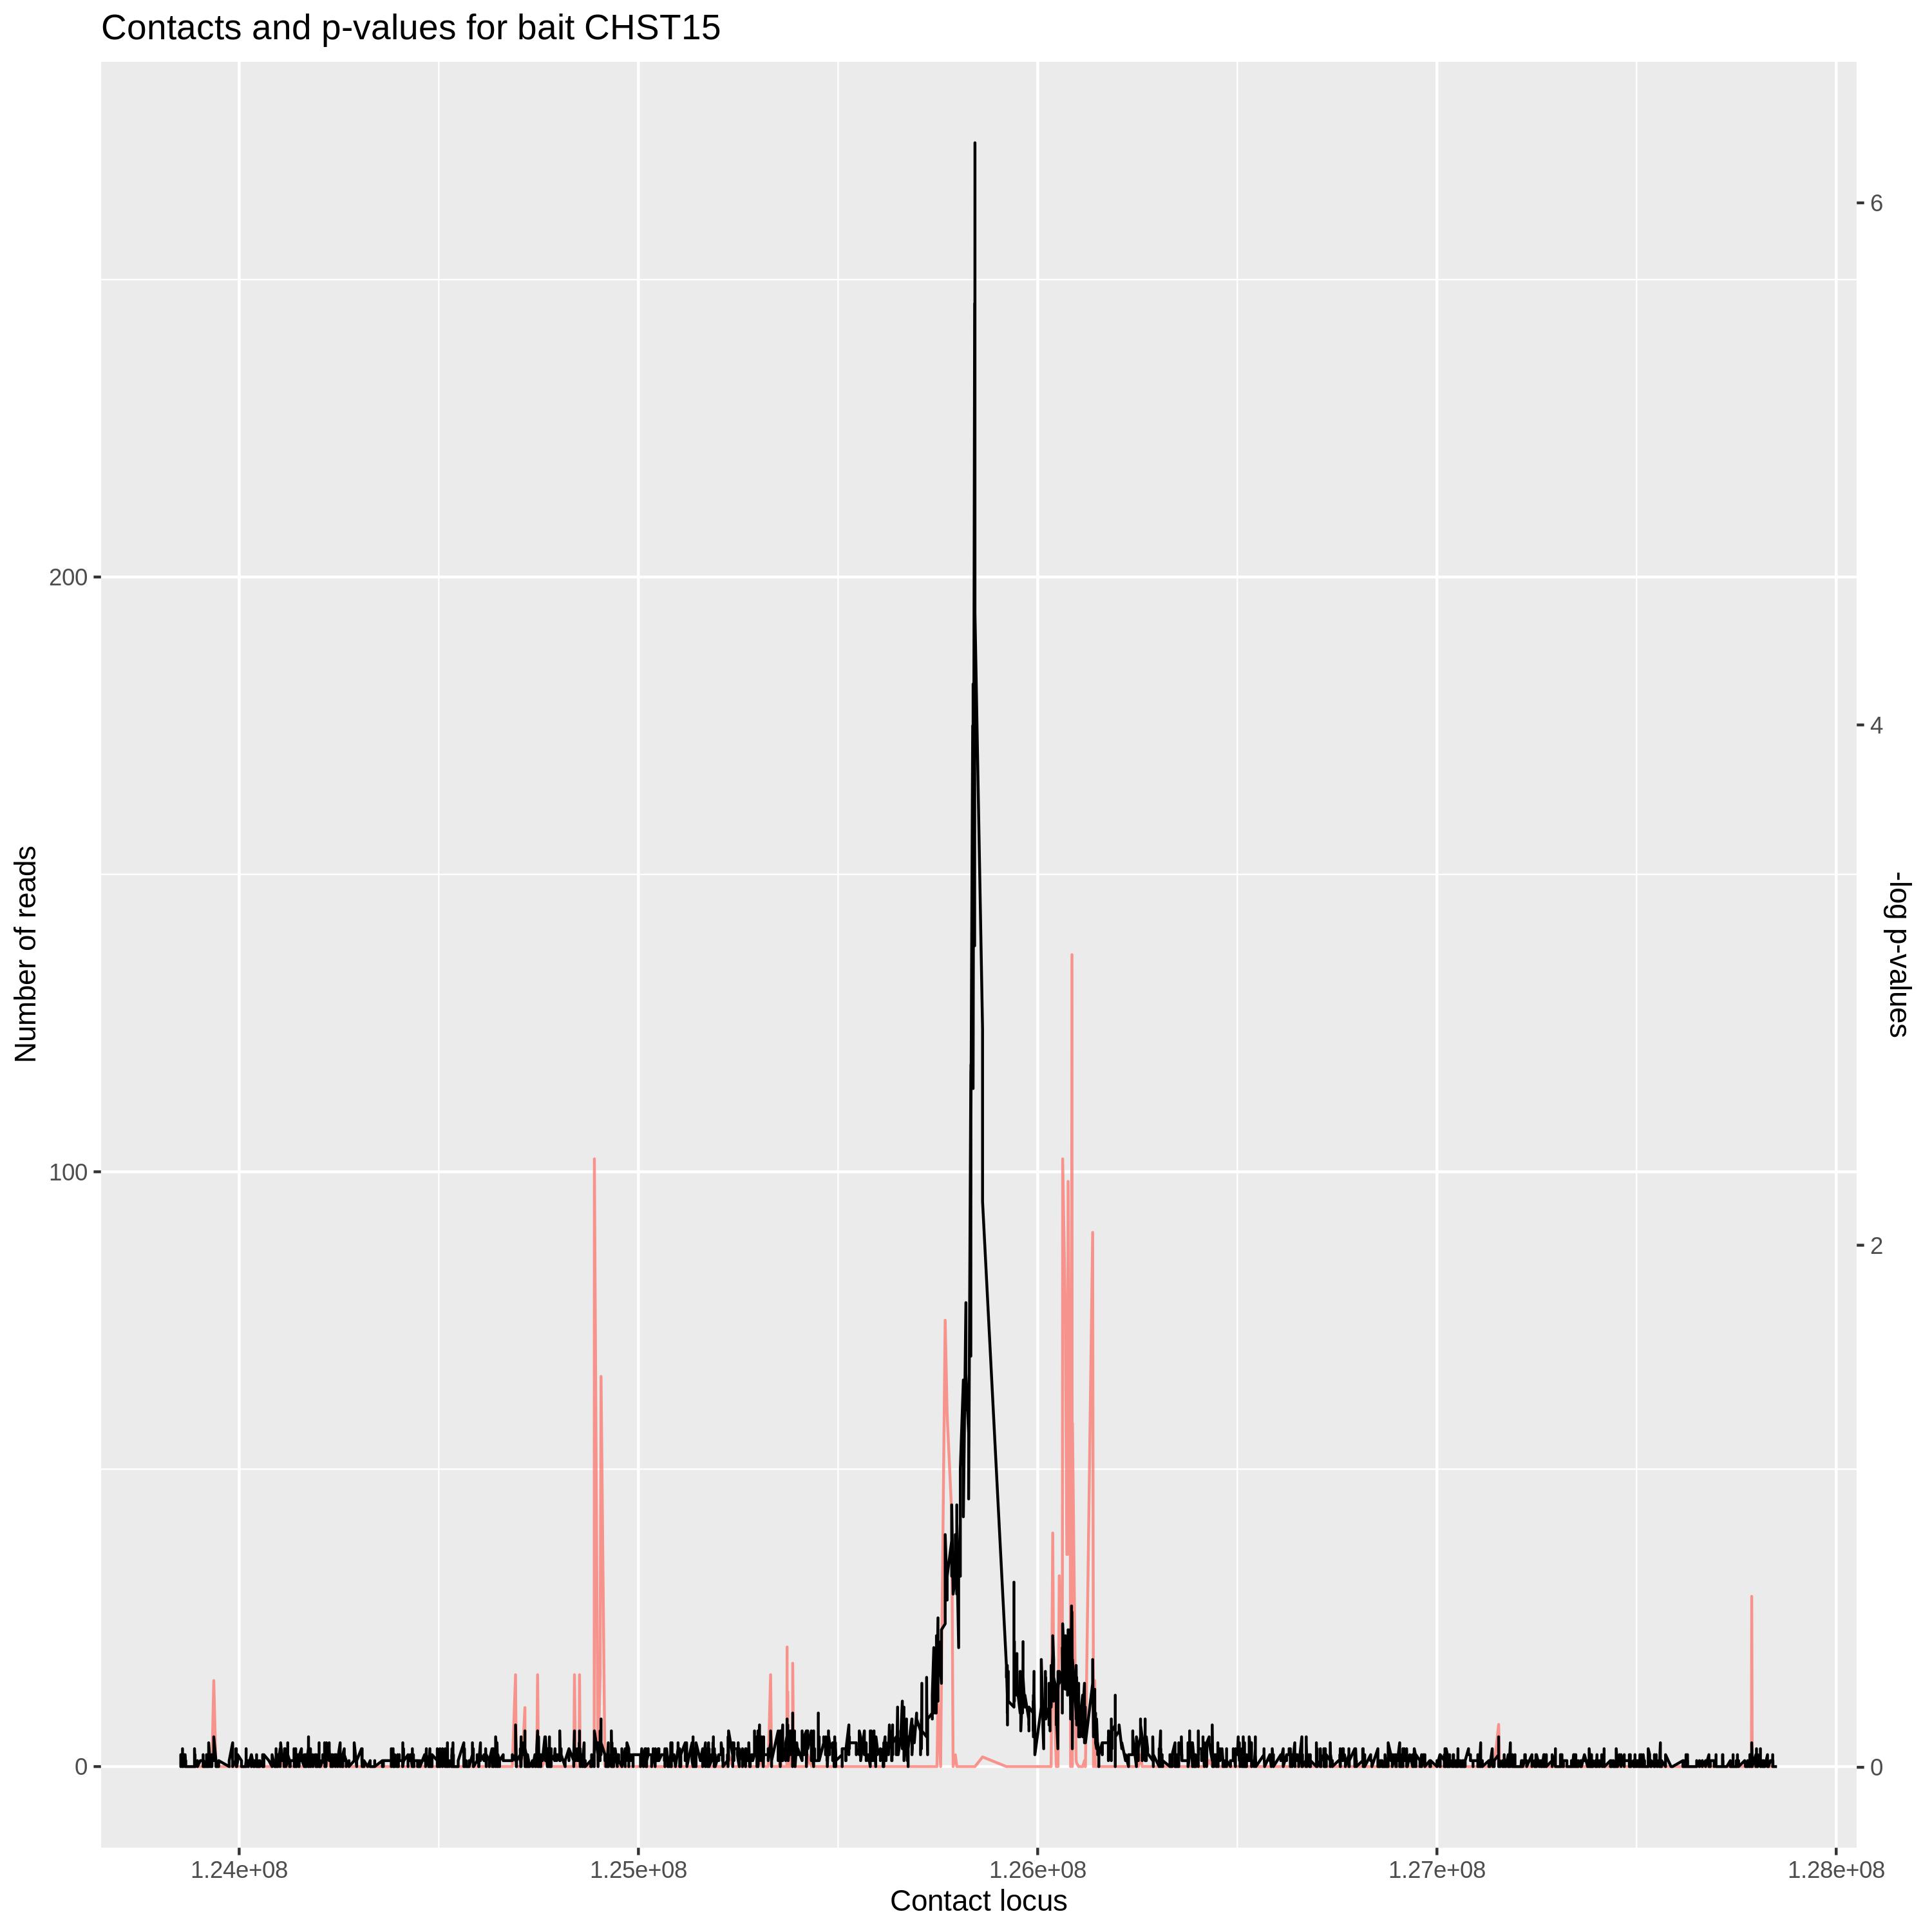 Contacts and p-values for bait CHST15
Number of reads
200
100
0
6
4
2
0
-log p-values
1.24e+08 1.25e+08 1.26e+08 1.27e+08 1.28e+08
Contact locus